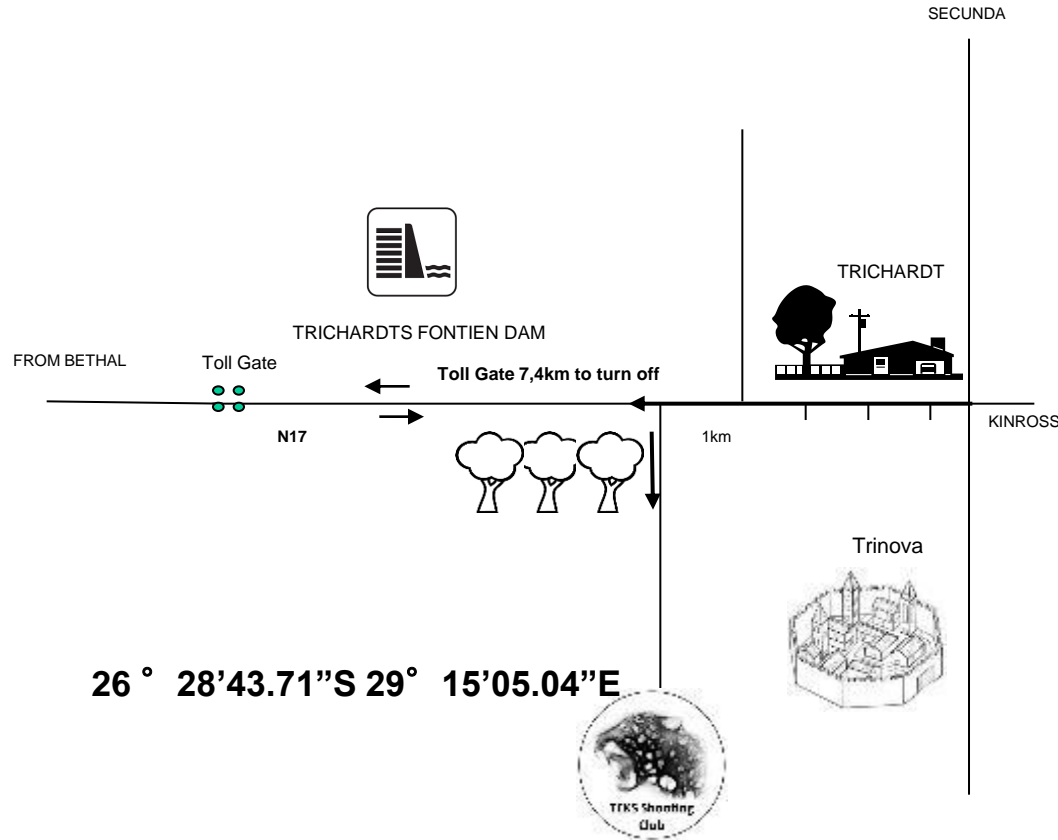 SECUNDA
TRICHARDT
TRICHARDTS FONTIEN DAM
FROM BETHAL
Toll Gate
Toll Gate 7,4km to turn off
N17
1km
KINROSS
Trinova
26 ° 28'43.71”S 29° 15’05.04”E
Shooting
Club